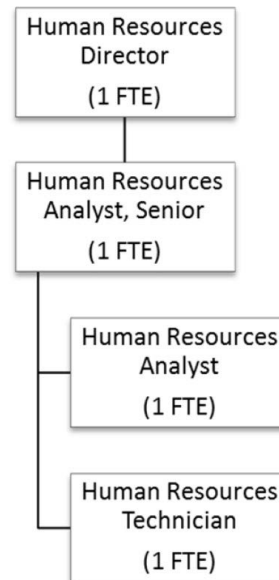 Human Resources
Director
(1 FTE)
Human Resources
Analyst, Senior
(1 FTE)
Human Resources
Analyst
(1 FTE)
Human Resources
Technician
(1 FTE)